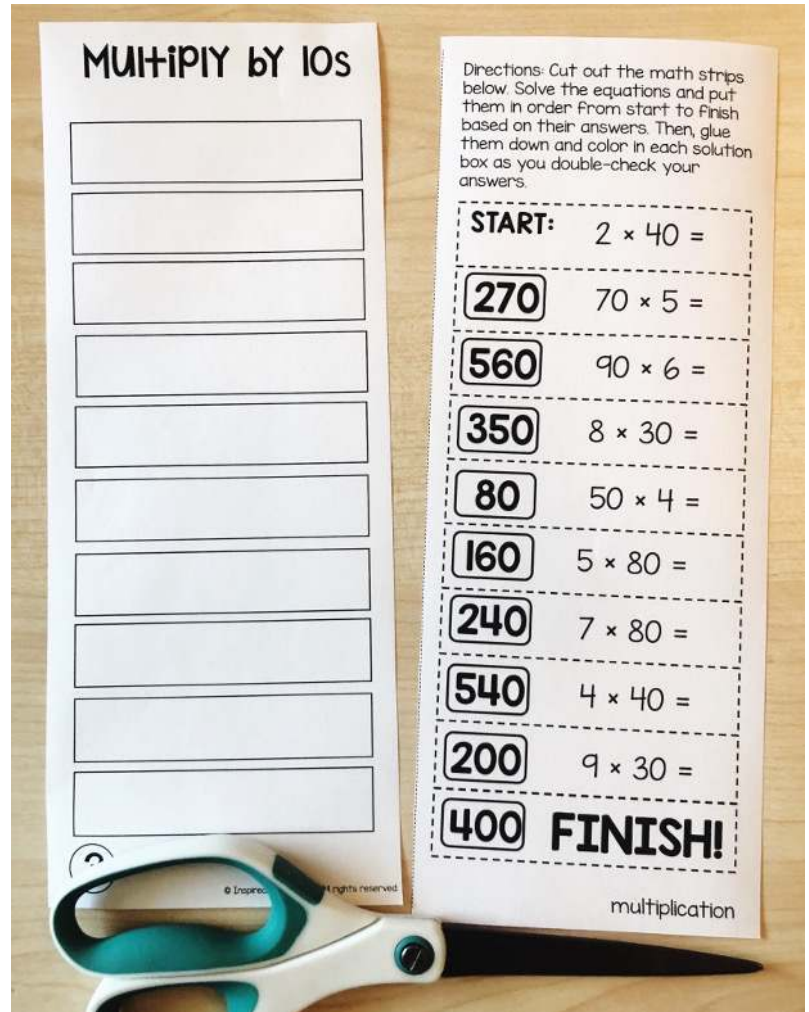 Multiply by 10s
© Inspired
rights reserved
Directions: Cut out the math strips
below. Solve the equations and put
them in order from start to finish
based on their answers. Then, glue
them down and color in each solution
box as you double-check your
answers.
START: 2 × 40 =
270 70 × 5 =
560 90 × 6 =
350 8 × 30 =
80 50 × 4 =
160 5 × 80 =
240 7 × 80 =
540 4 × 40 =
200 9 × 30 =
400 FINISH!
multiplication